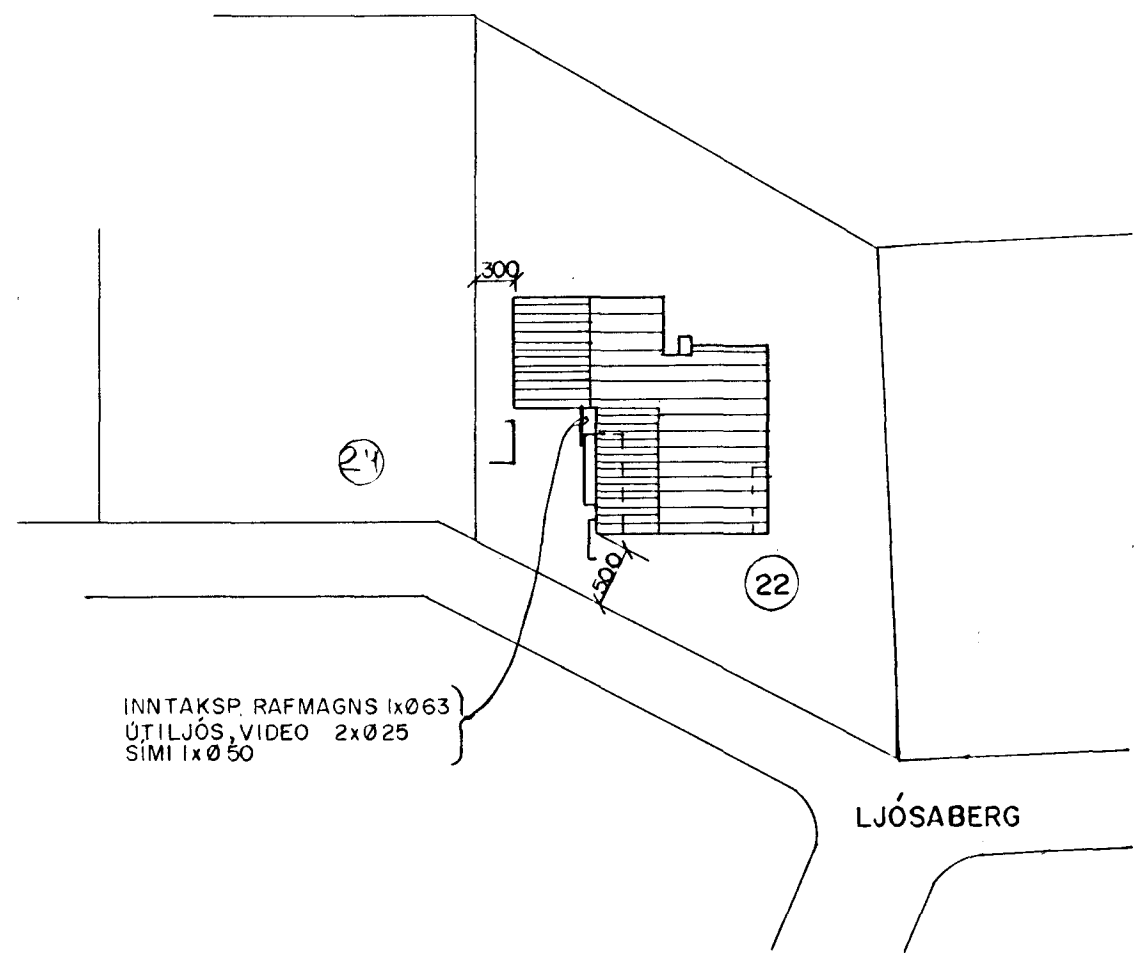 300
24
500
22
INNTAKSP. RAFMAGNS 1xØ63
ÚTILJÓS, VIDEO 2xØ25
SÍMI 1xØ50
LJÓSABERG